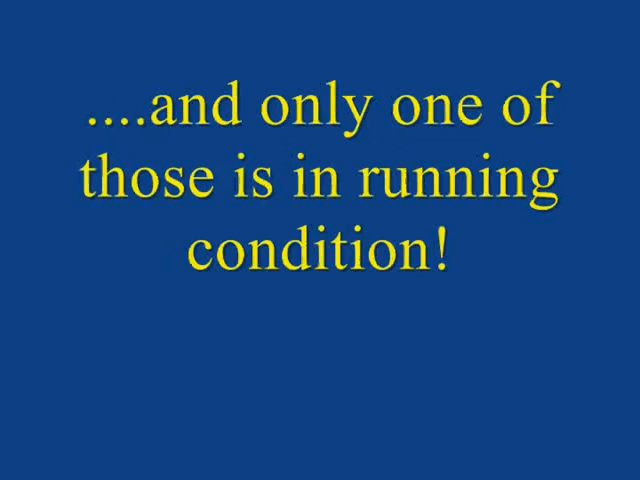 ....and only one of
those is in running
condition!